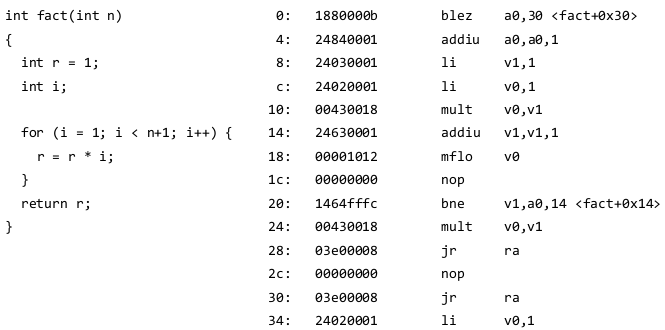 int fact(int n) 0: 1880000b blez a0,30 <fact+0x30>
{ 4: 24840001 addiu a0,a0,1
int r = 1; 8: 24030001 li v1,1
int i; c: 24020001 li v0,1
10: 00430018 mult v0,v1
for (i = 1; i < n+1; i++) { 14: 24630001 addiu v1,v1,1
r = r * i; 18: 00001012 mflo v0
} 1c: 00000000 nop
return r; 20: 1464fffc bne v1,a0,14 <fact+0x14>
} 24: 00430018 mult v0,v1
28: 03e00008 jr ra
2c: 00000000 nop
30: 03e00008 jr ra
34: 24020001 li v0,1